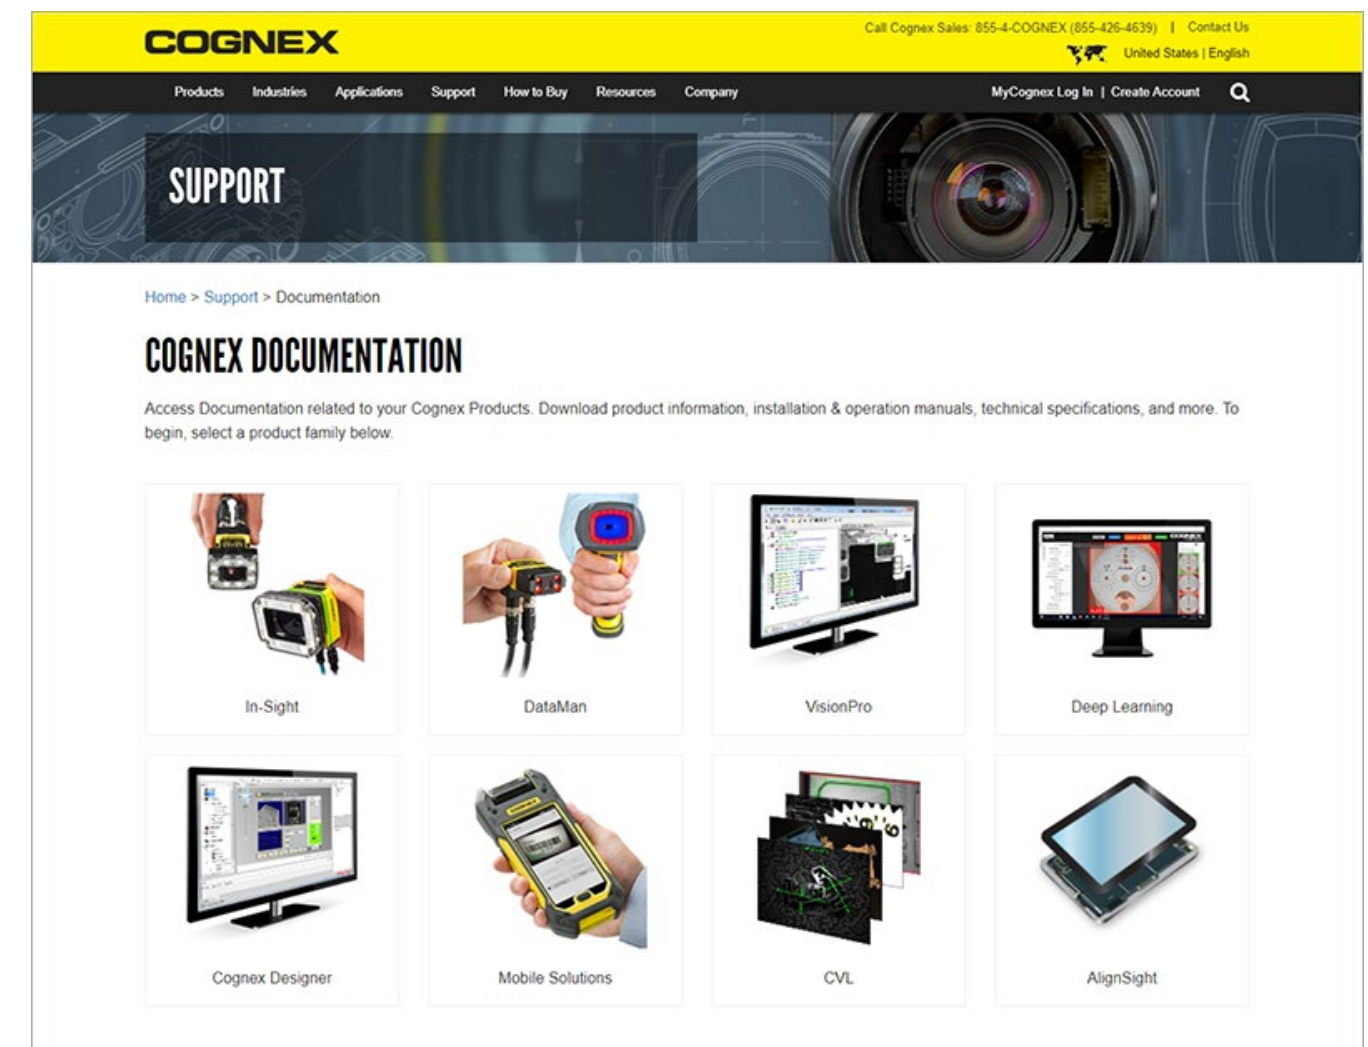 COGNEX
Call Cognex Sales: 855-4-COGNEX (855-426-4639) | Contact Us
United States | English
Products Industries Applications Support How to Buy Resources Company MyCognex Log In | Create Account
SUPPORT
Home > Support > Documentation
COGNEX DOCUMENTATION
Access Documentation related to your Cognex Products. Download product information, installation & operation manuals, technical specifications, and more. To
begin, select a product family below.
In-Sight DataMan VisionPro Deep Learning
Cognex Designer Mobile Solutions CVL AlignSight